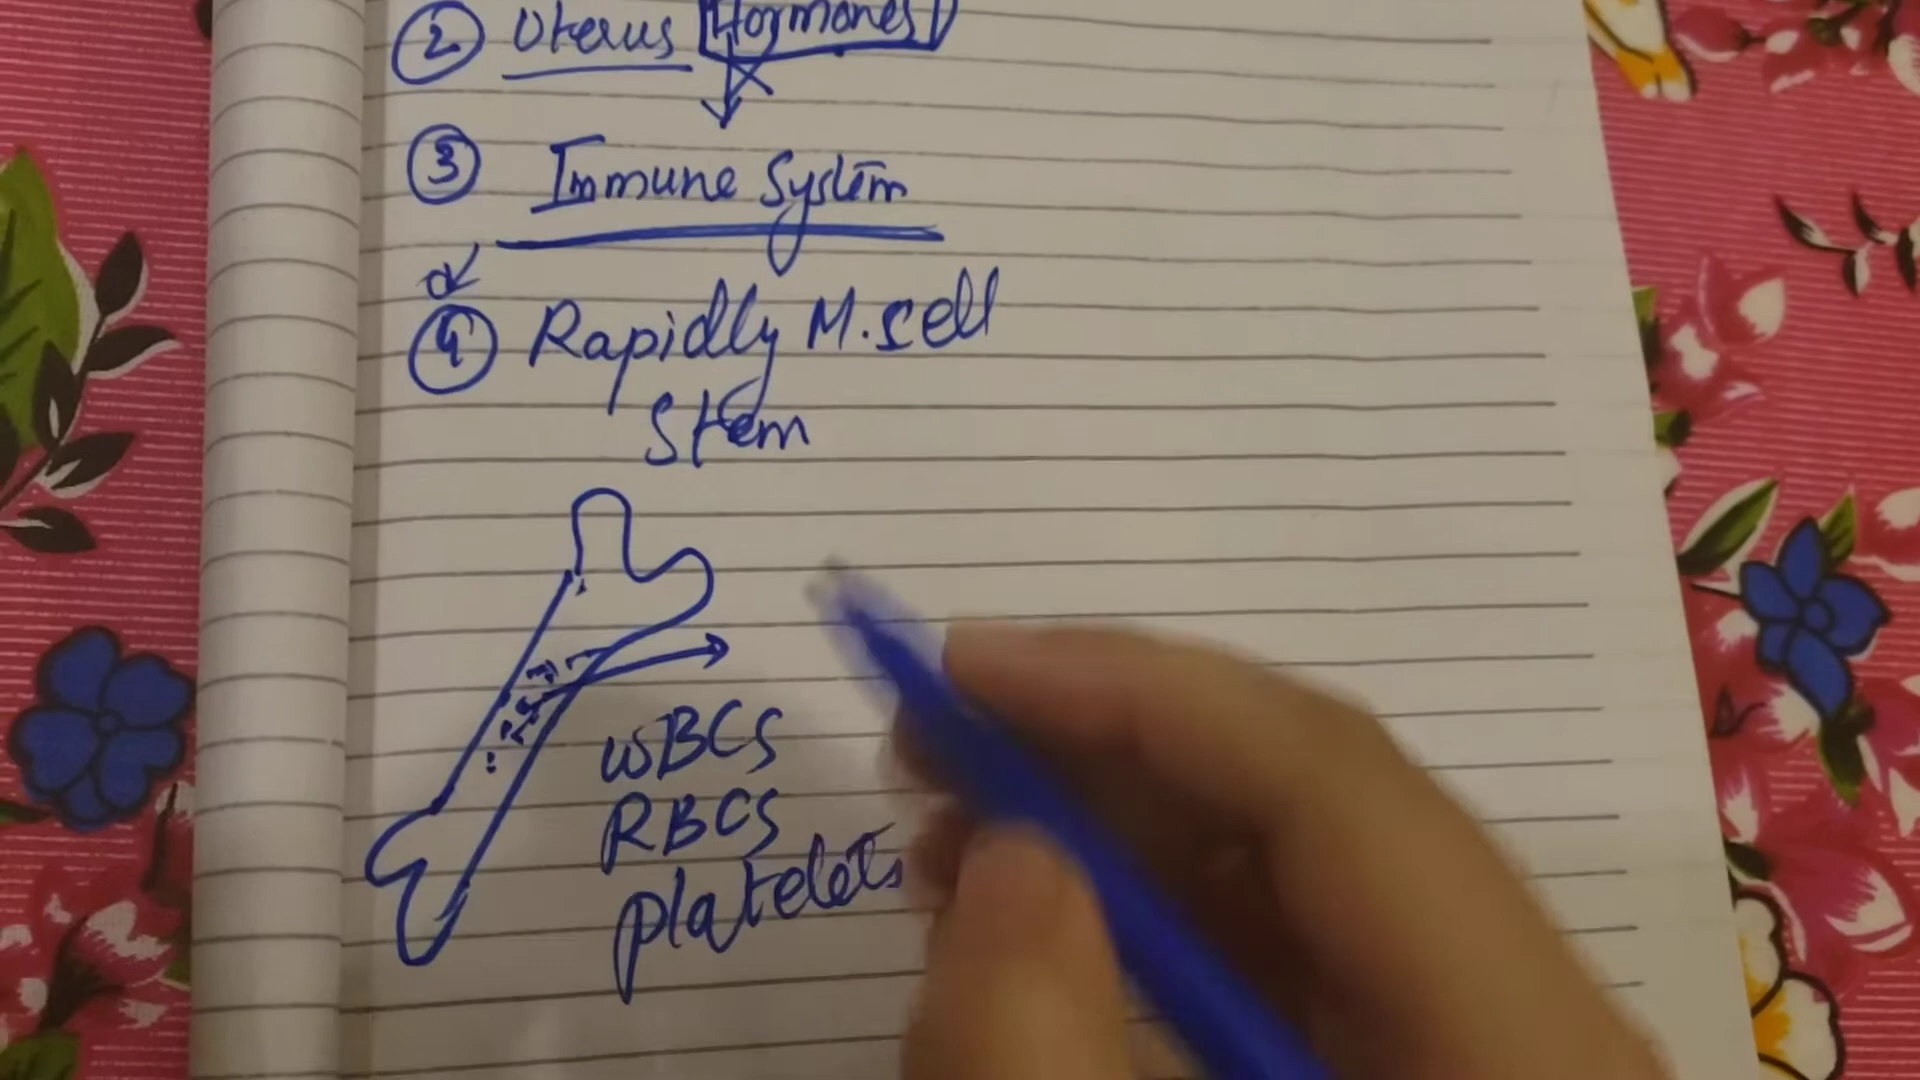 2 Uterus Hormones
3 Immune System
4 Rapidly M. cell
Stem
WBCS
RBCS
platelets